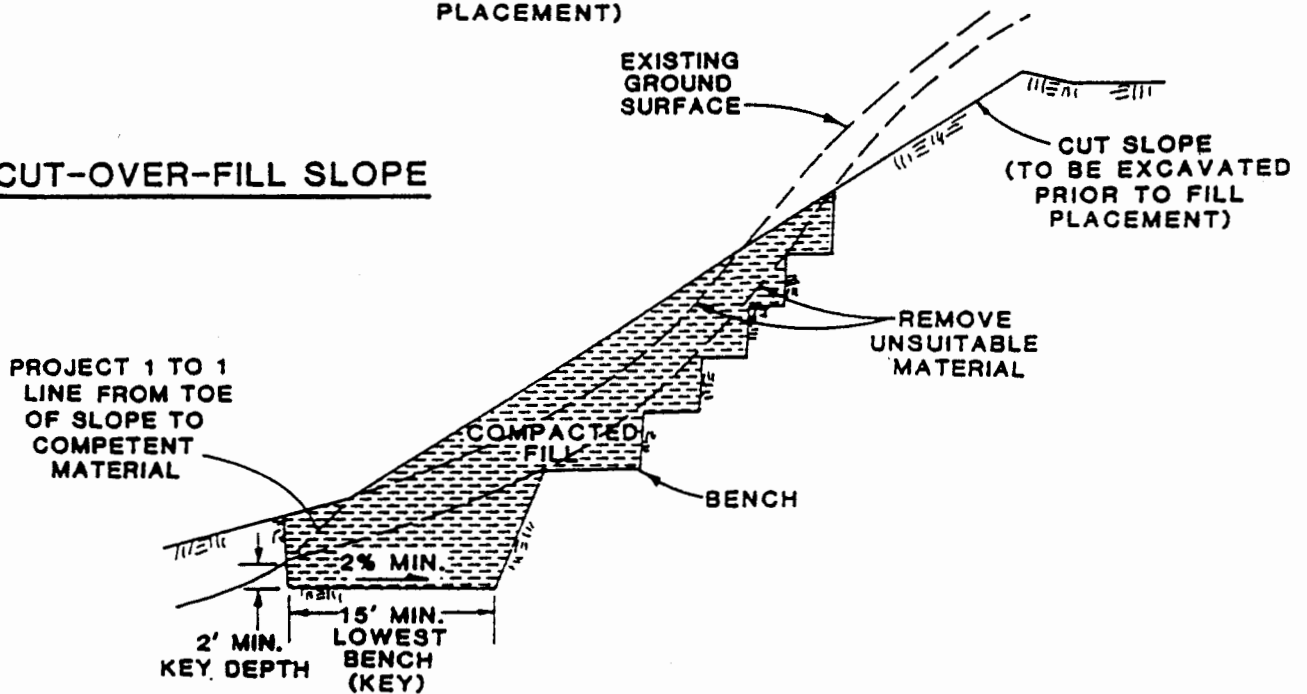 PLACEMENT)
EXISTING
GROUND
SURFACE
CUT-OVER-FILL SLOPE
CUT SLOPE
(TO BE EXCAVATED
PRIOR TO FILL
PLACEMENT)
REMOVE
UNSUITABLE
MATERIAL
PROJECT 1 TO 1
LINE FROM TOE
OF SLOPE TO
COMPETENT
MATERIAL
COMPACTED
FILL
BENCH
2% MIN.
15' MIN.
LOWEST
BENCH
(KEY)
2' MIN.
KEY DEPTH